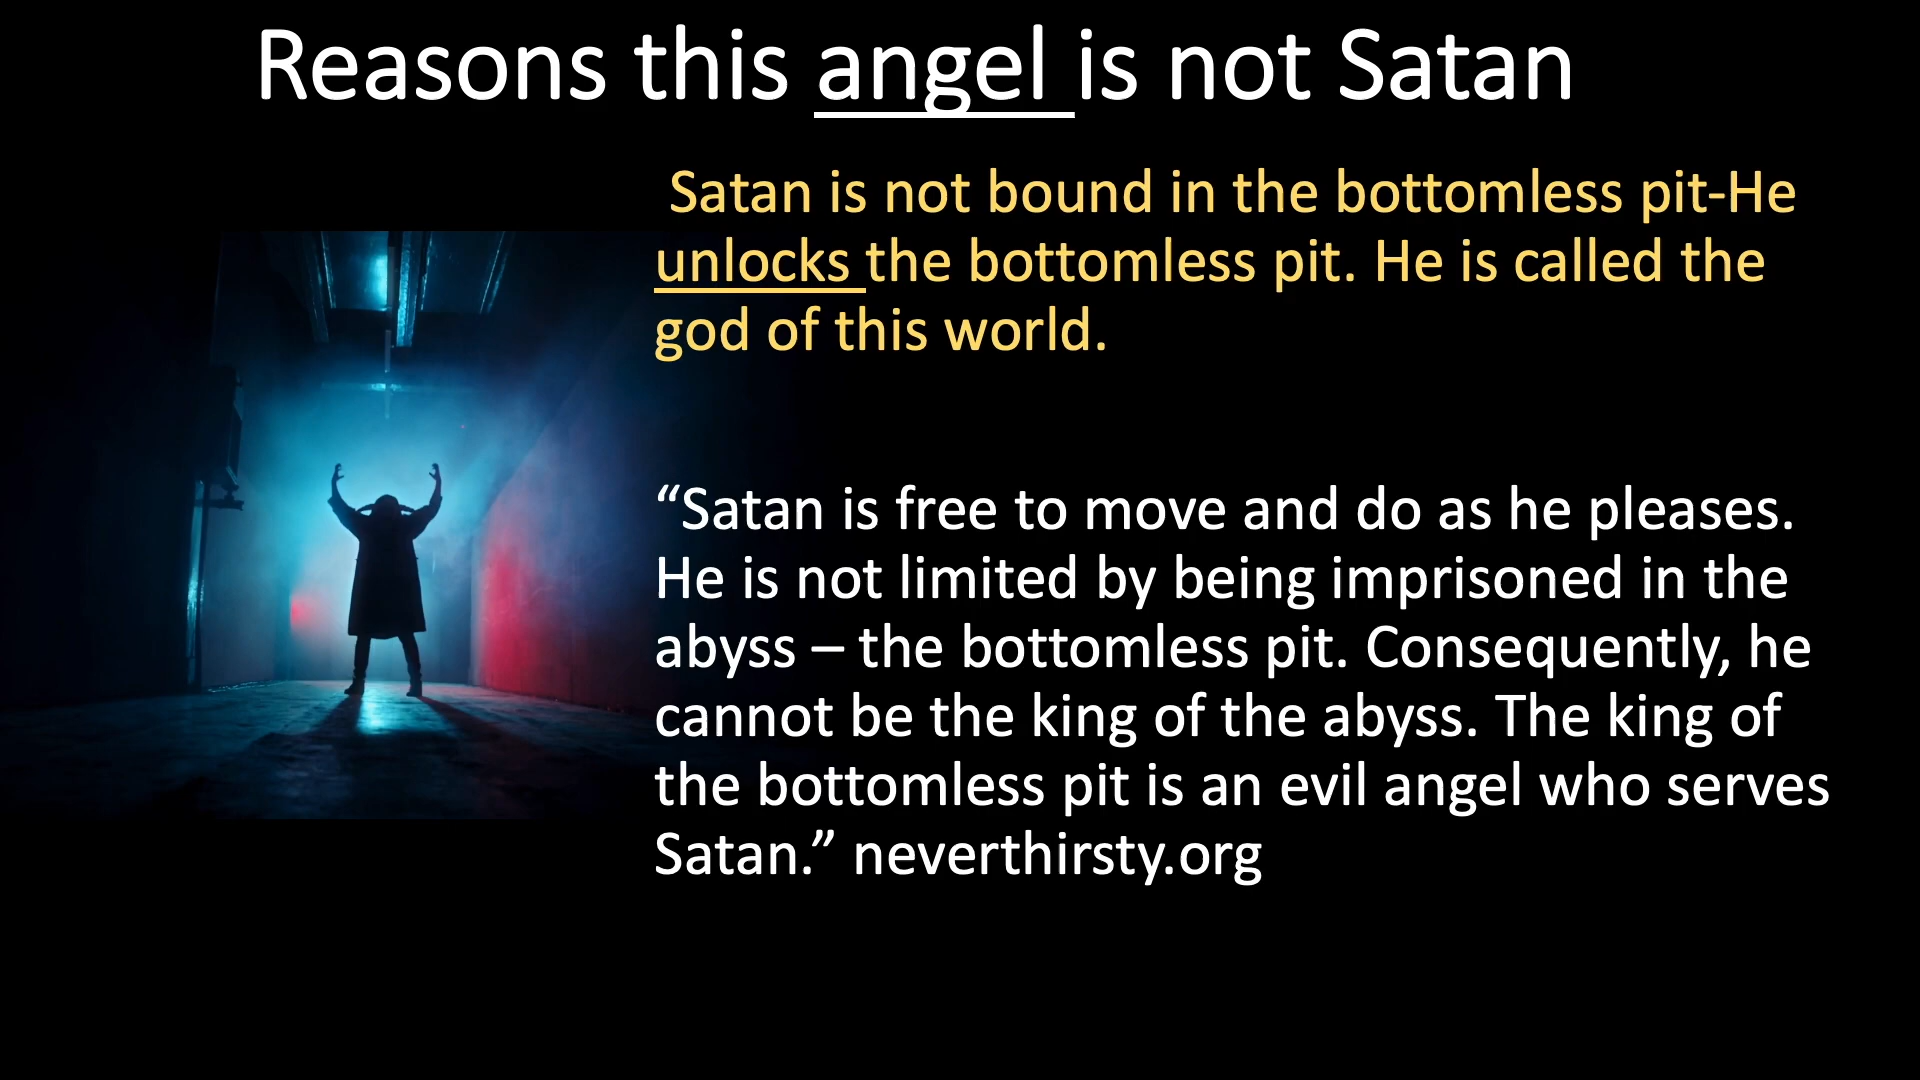 Reasons this angel is not Satan
Satan is not bound in the bottomless pit-He
unlocks the bottomless pit. He is called the
god of this world.
“Satan is free to move and do as he pleases.
He is not limited by being imprisoned in the
abyss – the bottomless pit. Consequently, he
cannot be the king of the abyss. The king of
the bottomless pit is an evil angel who serves
Satan.” neverthirsty.org